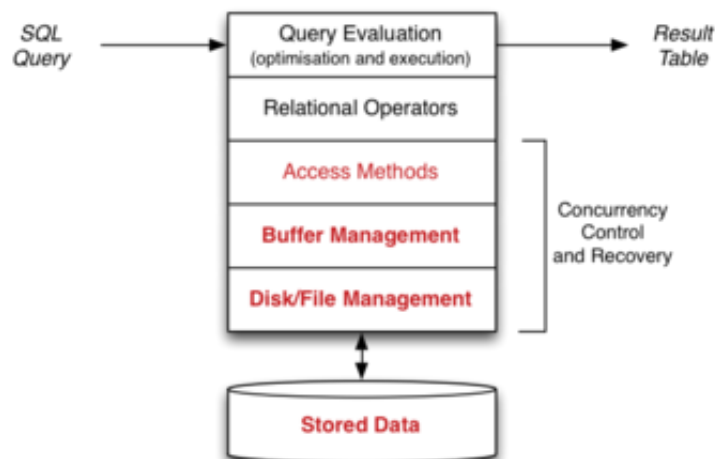 SQL
Query
Query Evaluation
(optimisation and execution)
Result
Table
Relational Operators
Access Methods
Buffer Management
Disk/File Management
Concurrency
Control
and Recovery
Stored Data